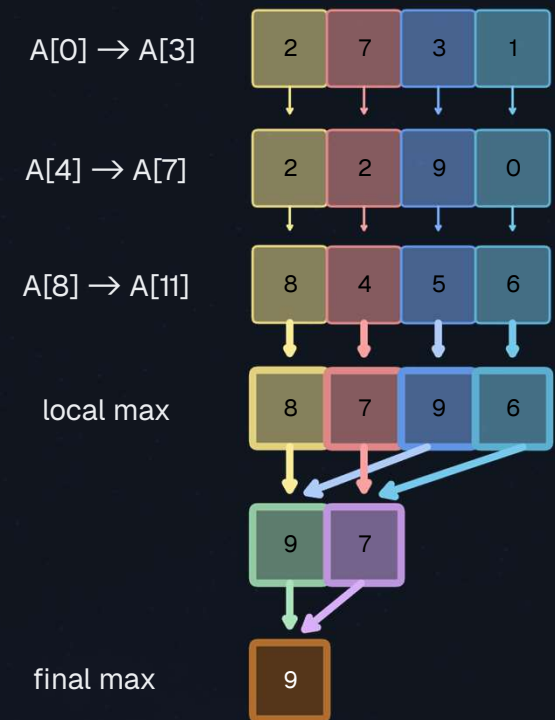 A[0] → A[3] 2 7 3 1
A[4] → A[7] 2 2 9 0
A[8] → A[11] 8 4 5 6
local max 8 7 9 6
9 7
final max 9